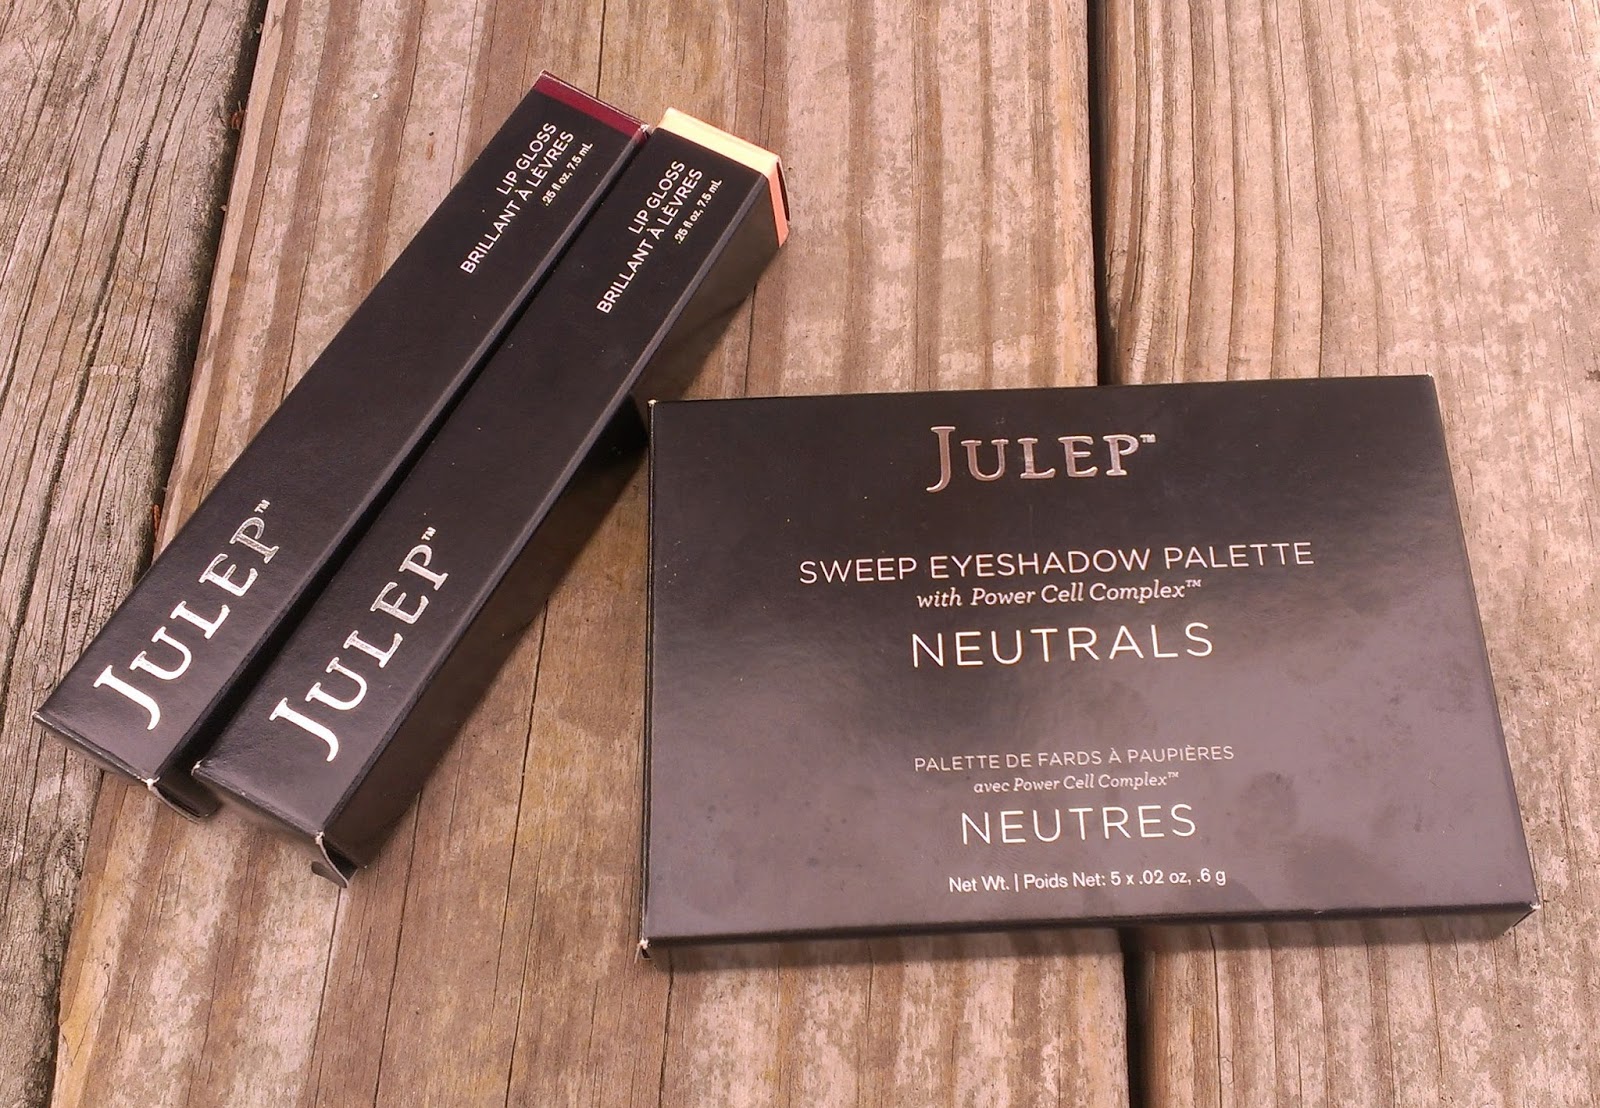 LIP GLOSS
BRILLANT À LÈVRES
.25 fl oz, 7.5 mL
JULEP™
LIP GLOSS
BRILLANT À LÈVRES
.25 fl oz, 7.5 mL
JULEP™
JULEP™
SWEEP EYESHADOW PALETTE
with Power Cell Complex™
NEUTRALS
PALETTE DE FARDS À PAUPIÈRES
avec Power Cell Complex™
NEUTRES
Net Wt. | Poids Net: 5 x .02 oz, .6 g